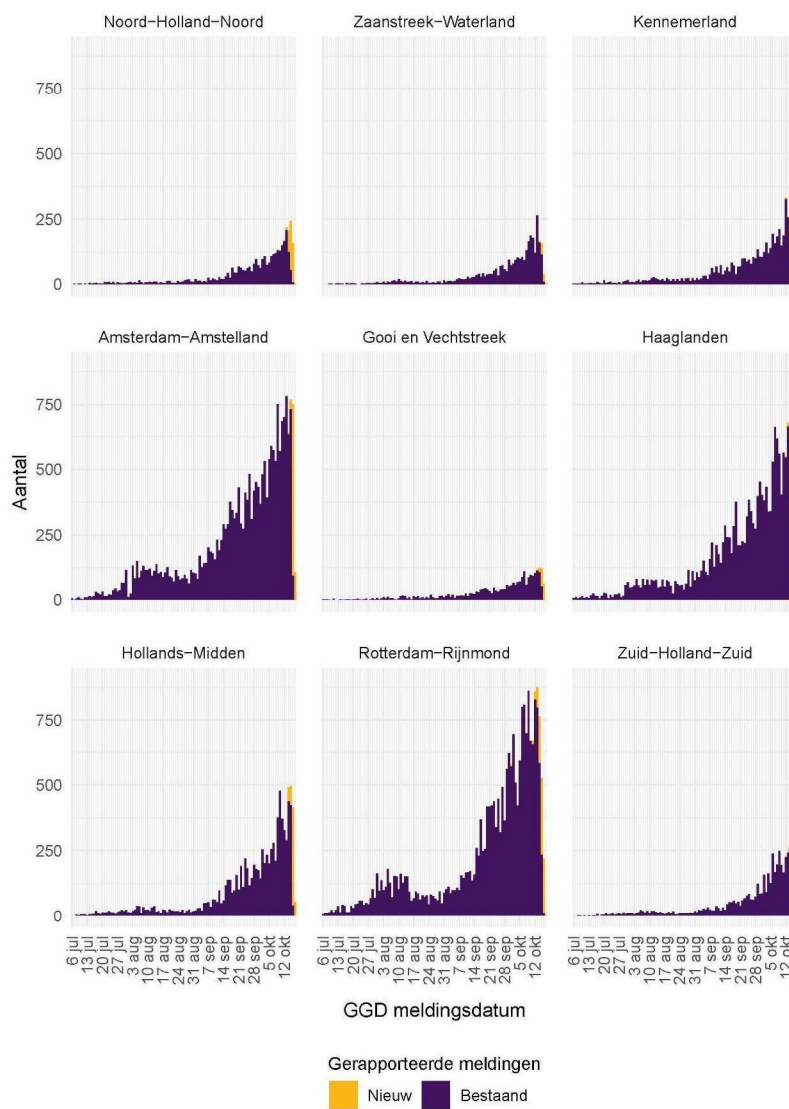 Noord−Holland−Noord Zaanstreek−Waterland Kennemerland
750
500
250
0
Amsterdam−Amstelland Gooi en Vechtstreek Haaglanden
750
500
250
0
Aantal
Hollands−Midden Rotterdam−Rijnmond Zuid−Holland−Zuid
750
500
250
0
6 jul 13 jul 20 jul 27 jul 3 aug 10 aug 17 aug 24 aug 31 aug 7 sep 14 sep 21 sep 28 sep 5 okt 12 okt 6 jul 13 jul 20 jul 27 jul 3 aug 10 aug 17 aug 24 aug 31 aug 7 sep 14 sep 21 sep 28 sep 5 okt 12 okt 6 jul 13 jul 20 jul 27 jul 3 aug 10 aug 17 aug 24 aug 31 aug 7 sep 14 sep 21 sep 28 sep 5 okt 12 okt
GGD meldingsdatum
Gerapporteerde meldingen
Nieuw Bestaand